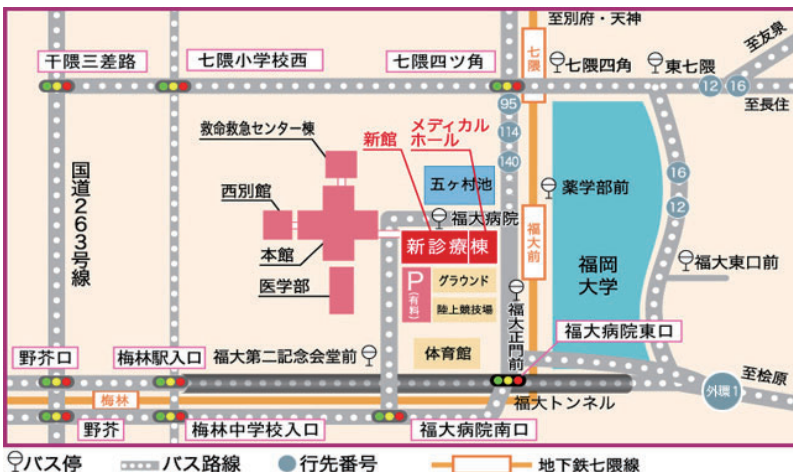 至別府・天神
至友泉
干隈三差路
七隈小学校西
七隈四ツ角
七隈
七隈四角
東七隈
12
16
至長住
95
114
140
救命救急センター棟
新館
メディカル
ホール
国道263号線
西別館
五ヶ村池
薬学部前
16
12
福大病院
本館
新診療棟
福大前
福岡
大学
福大東口前
医学部
P
(有料)
グラウンド
陸上競技場
福大正門前
福大病院東口
体育館
野芥口
梅林駅入口
福大第二記念会堂前
至桧原
外環1
梅林
福大トンネル
野芥
梅林中学校入口
福大病院南口
バス停
バス路線
行先番号
地下鉄七隈線